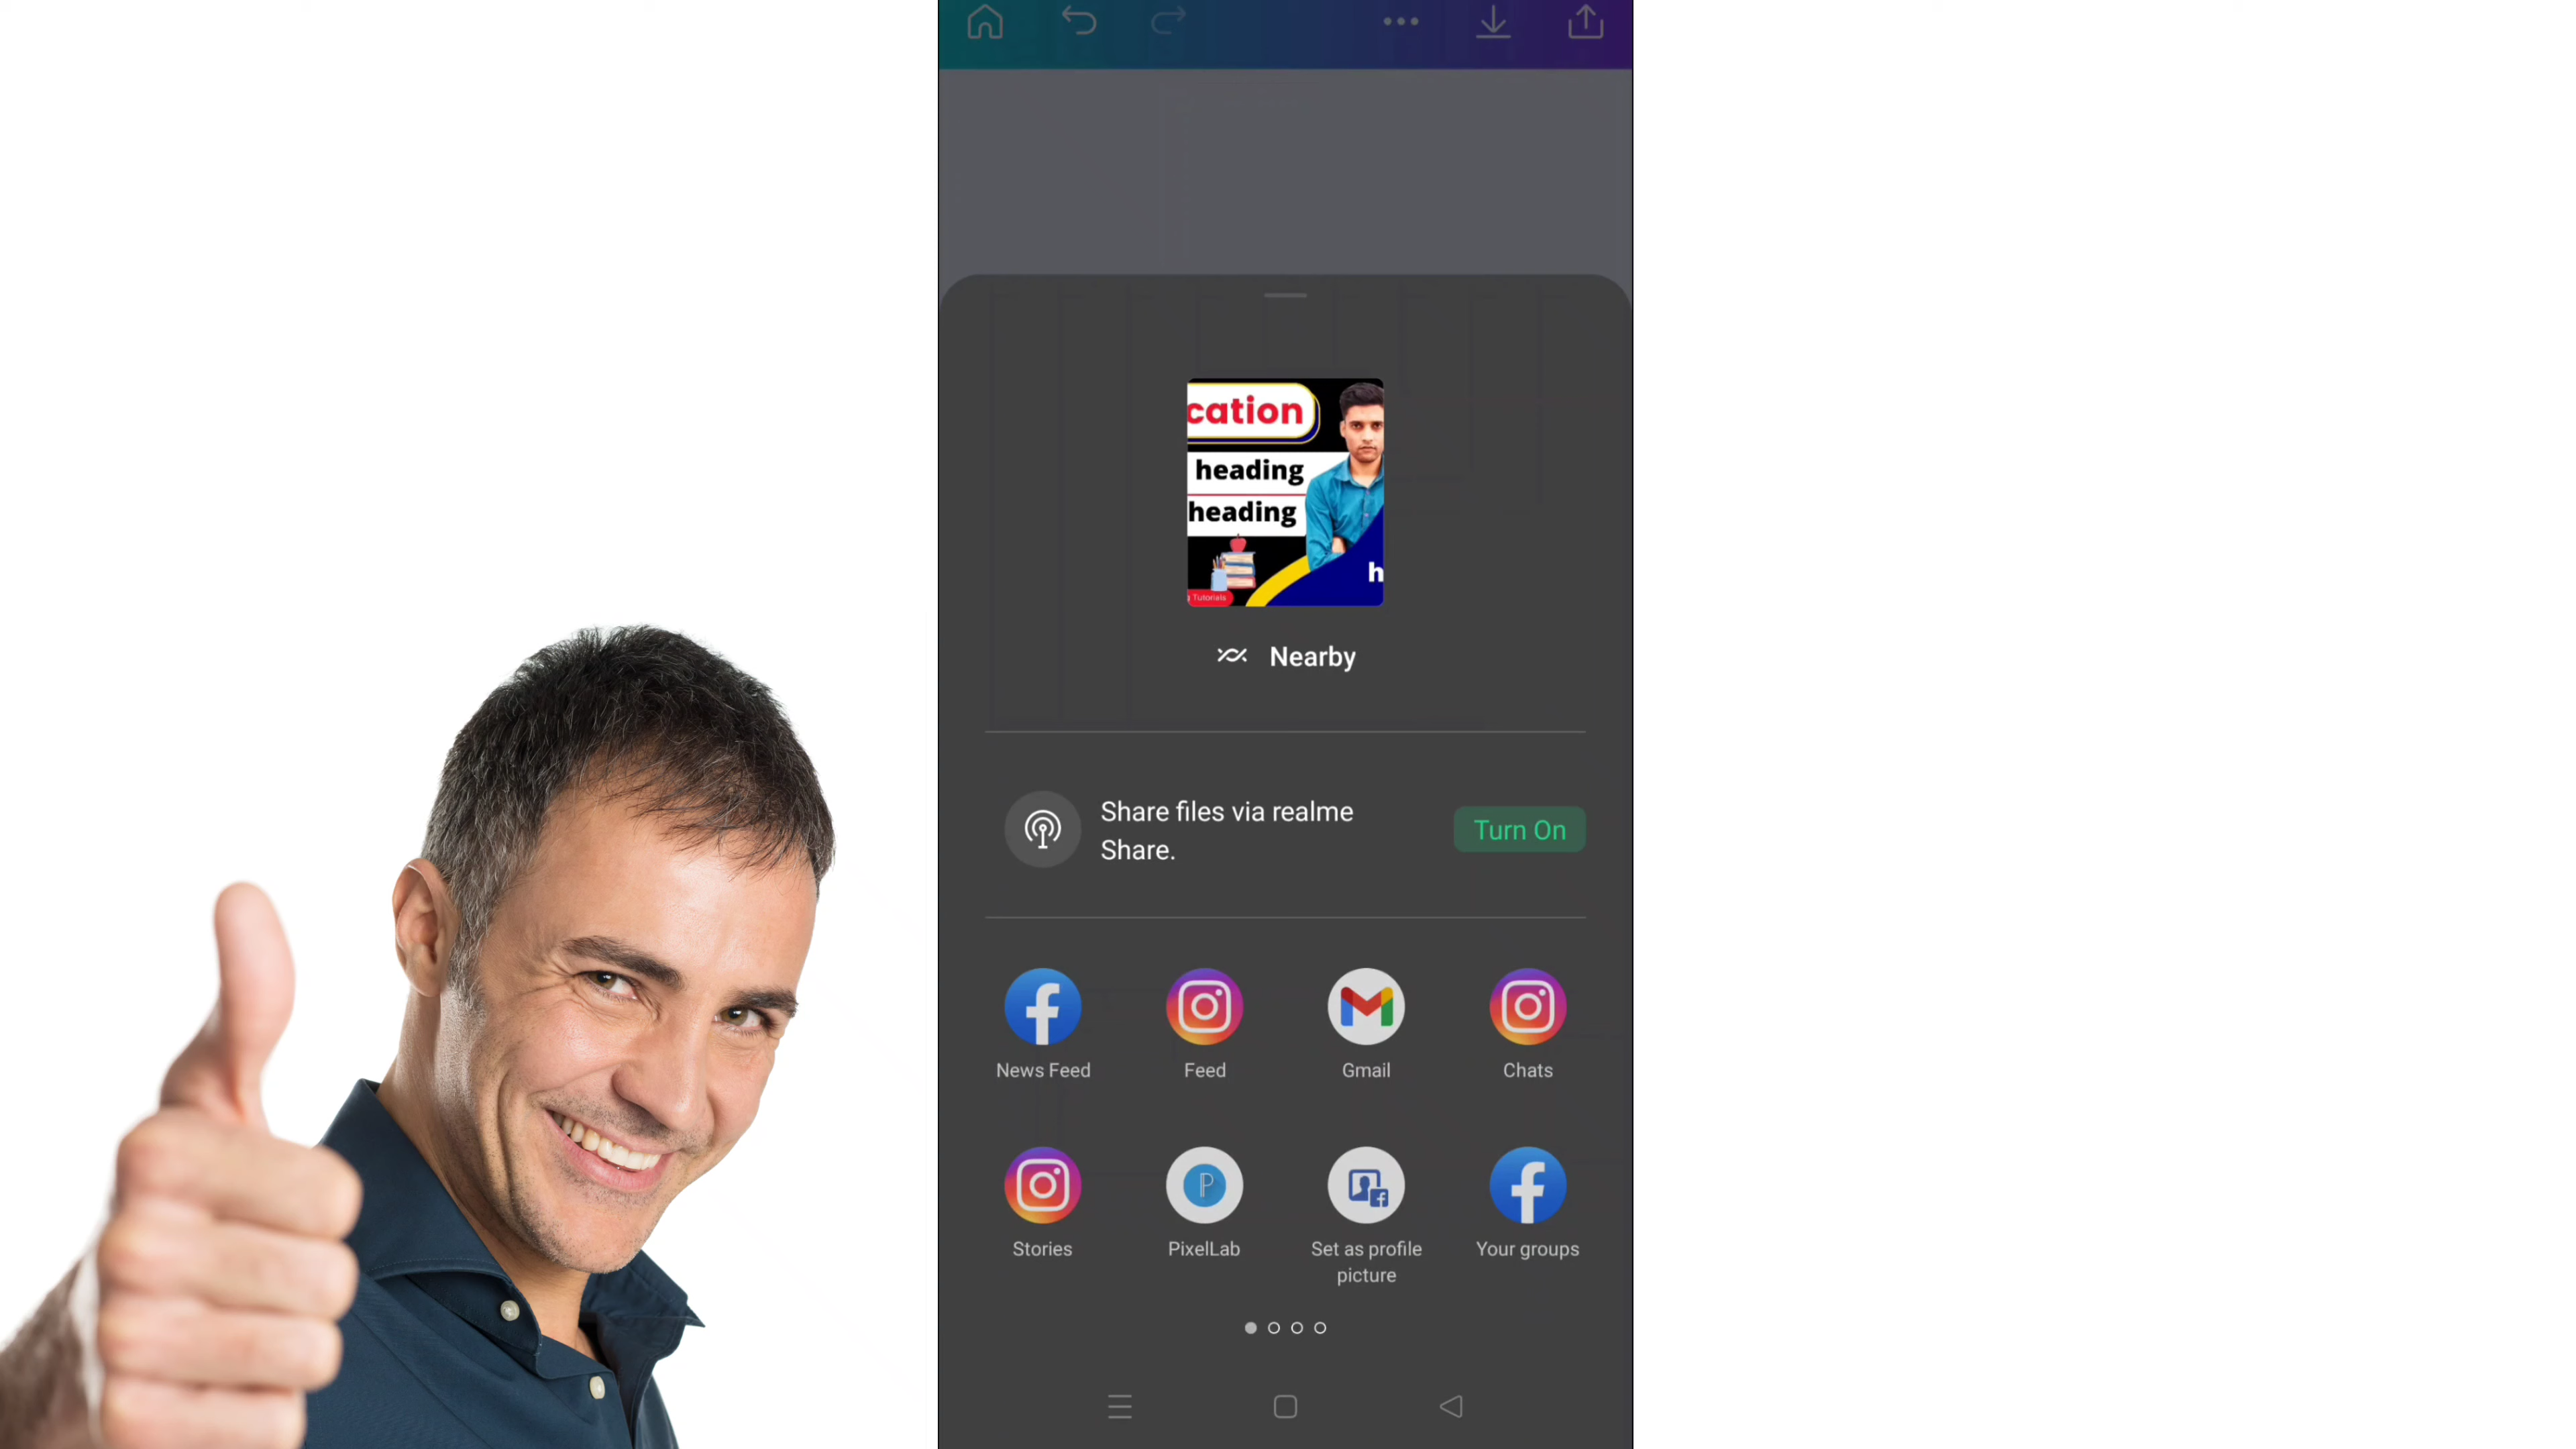 cation
heading
heading
h
Tutorials
Nearby
Share files via realme
Share.
Turn On
News Feed
Feed
Gmail
Chats
Stories
PixelLab
Set as profile
picture
Your groups